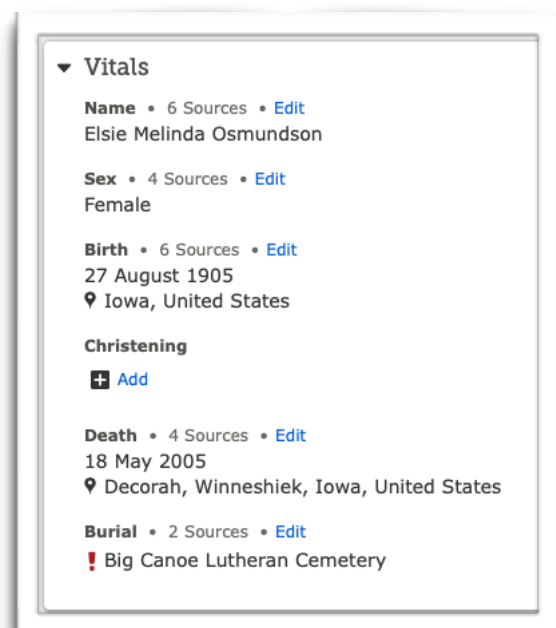 Vitals
Name • 6 Sources • Edit
Elsie Melinda Osmundson
Sex • 4 Sources • Edit
Female
Birth • 6 Sources • Edit
27 August 1905
Iowa, United States
Christening
Add
Death • 4 Sources • Edit
18 May 2005
Decorah, Winneshiek, Iowa, United States
Burial • 2 Sources • Edit
Big Canoe Lutheran Cemetery